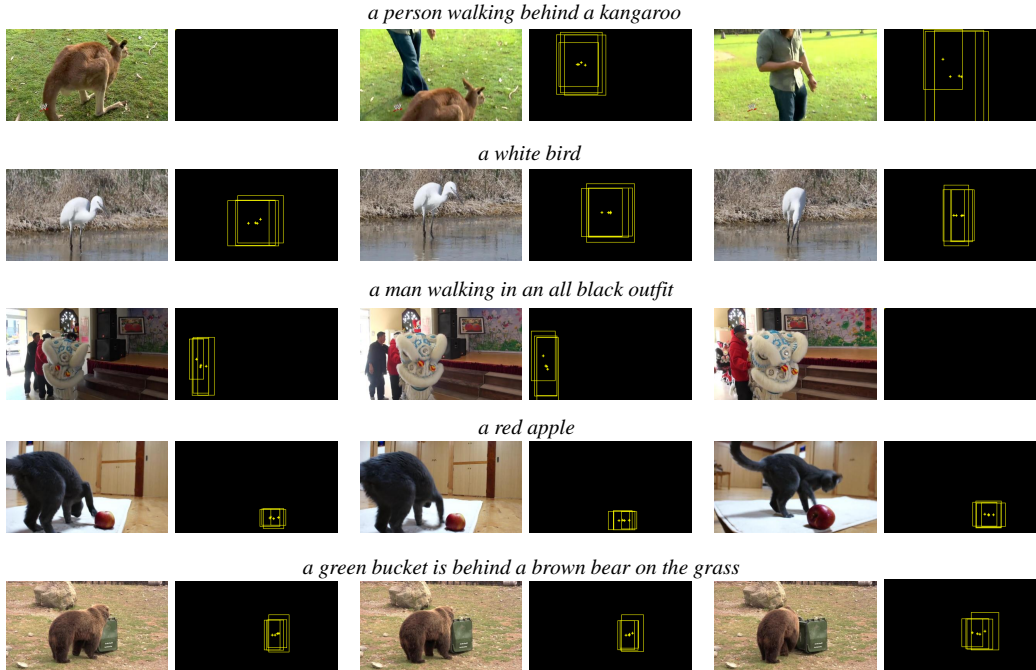 a person walking behind a kangaroo
a white bird
a man walking in an all black outfit
a red apple
a green bucket is behind a brown bear on the grass